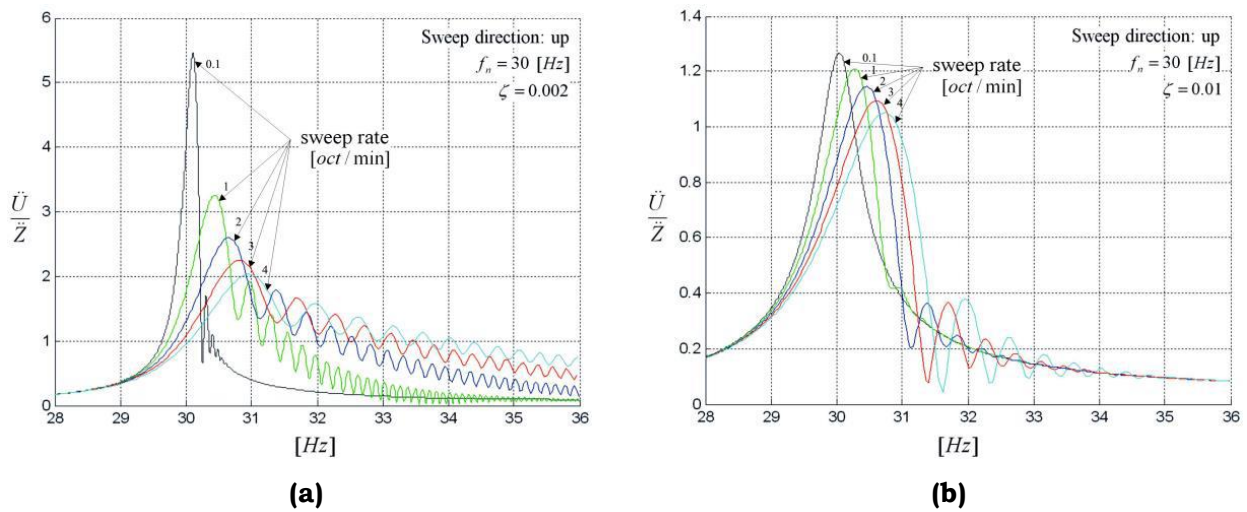 6
5
4
3
2
1
0
28 29 30 31 32 33 34 35 36
[Hz]
Ü
Z̈
Sweep direction: up
f_n = 30 [Hz]
ζ = 0.002
0.1
sweep rate
[oct / min]
1
2
3
4
(a)
1.4
1.2
1
0.8
0.6
0.4
0.2
0
28 29 30 31 32 33 34 35 36
[Hz]
Ü
Z̈
Sweep direction: up
f_n = 30 [Hz]
ζ = 0.01
0.1
1
2
3
4
sweep rate
[oct / min]
(b)